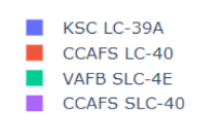 KSC LC-39A
CCAFS LC-40
VAFB SLC-4E
CCAFS SLC-40